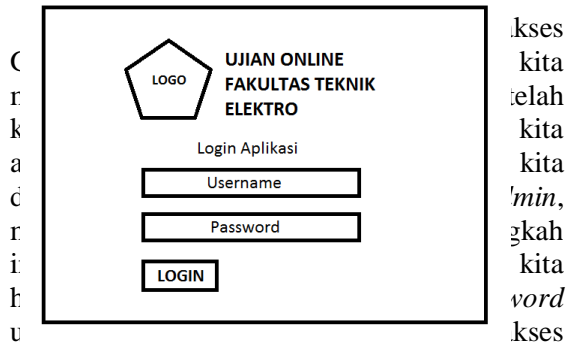 kses
kita
LOGO
UJIAN ONLINE
FAKULTAS TEKNIK
ELEKTRO
telah
kita
Login Aplikasi
kita
Username
min,
Password
gkah
kita
LOGIN
word
kses